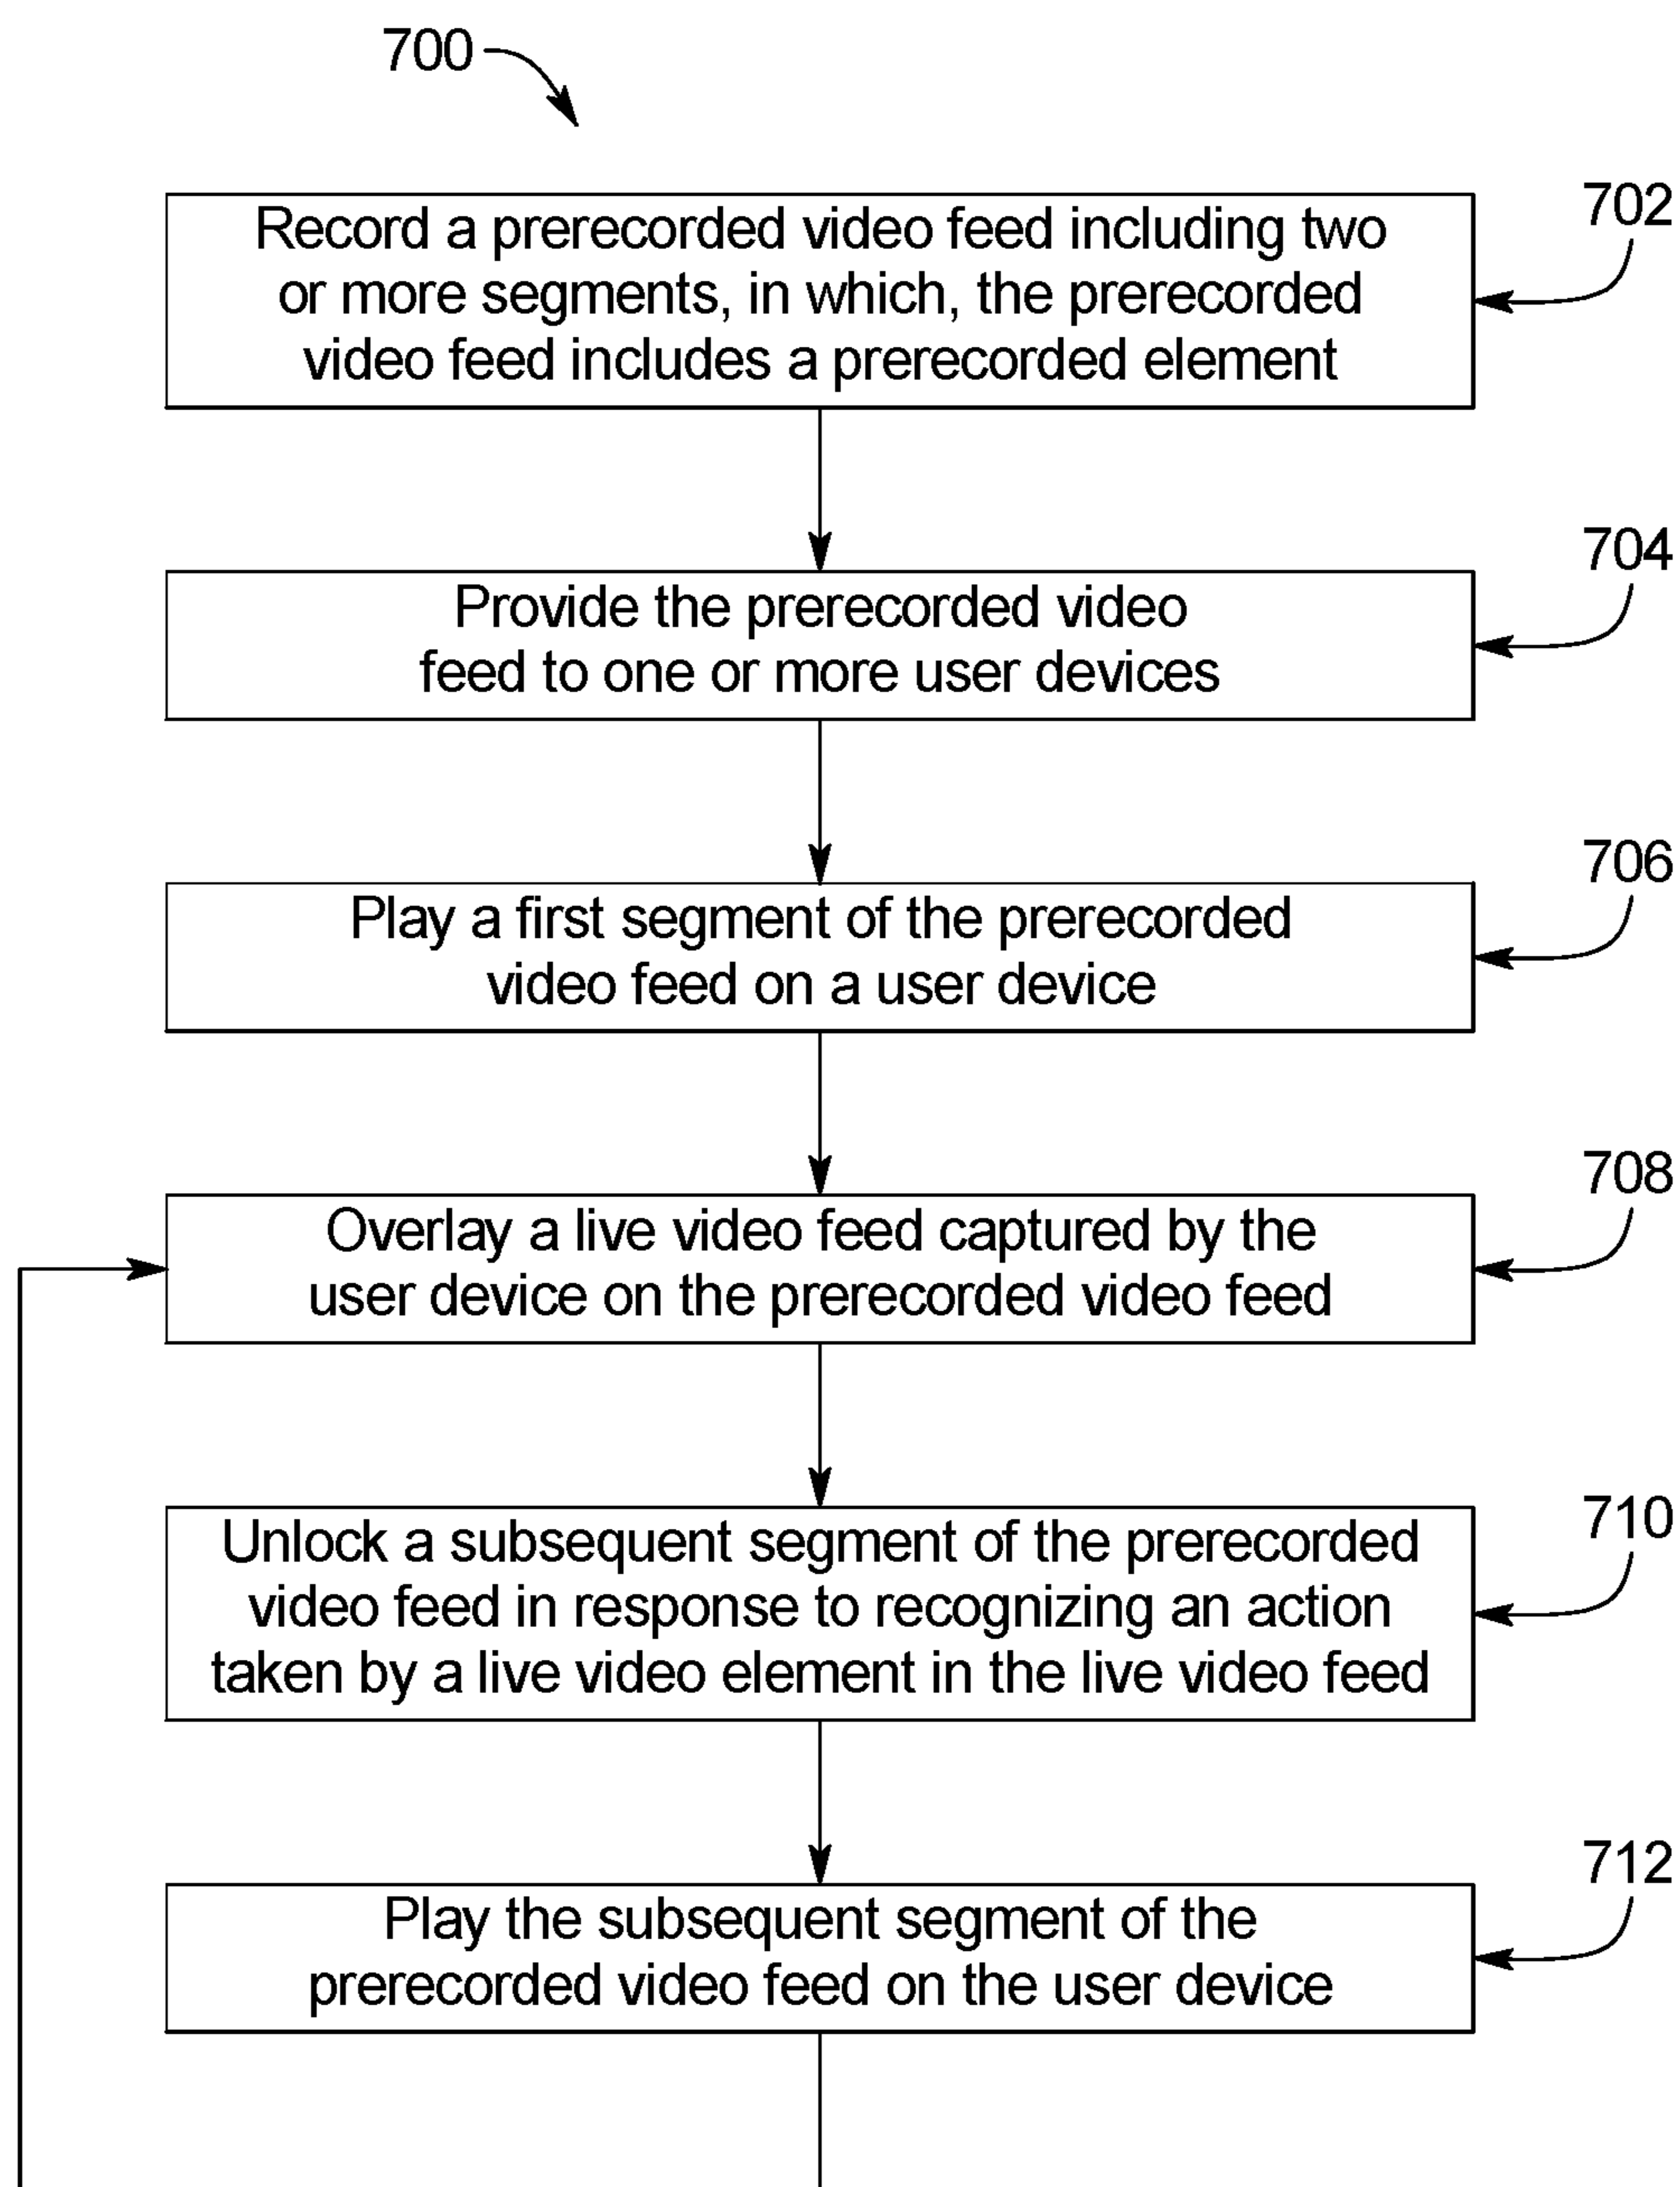 700
702
Record a prerecorded video feed including two
or more segments, in which, the prerecorded
video feed includes a prerecorded element
704
Provide the prerecorded video
feed to one or more user devices
706
Play a first segment of the prerecorded
video feed on a user device
708
Overlay a live video feed captured by the
user device on the prerecorded video feed
710
Unlock a subsequent segment of the prerecorded
video feed in response to recognizing an action
taken by a live video element in the live video feed
712
Play the subsequent segment of the
prerecorded video feed on the user device